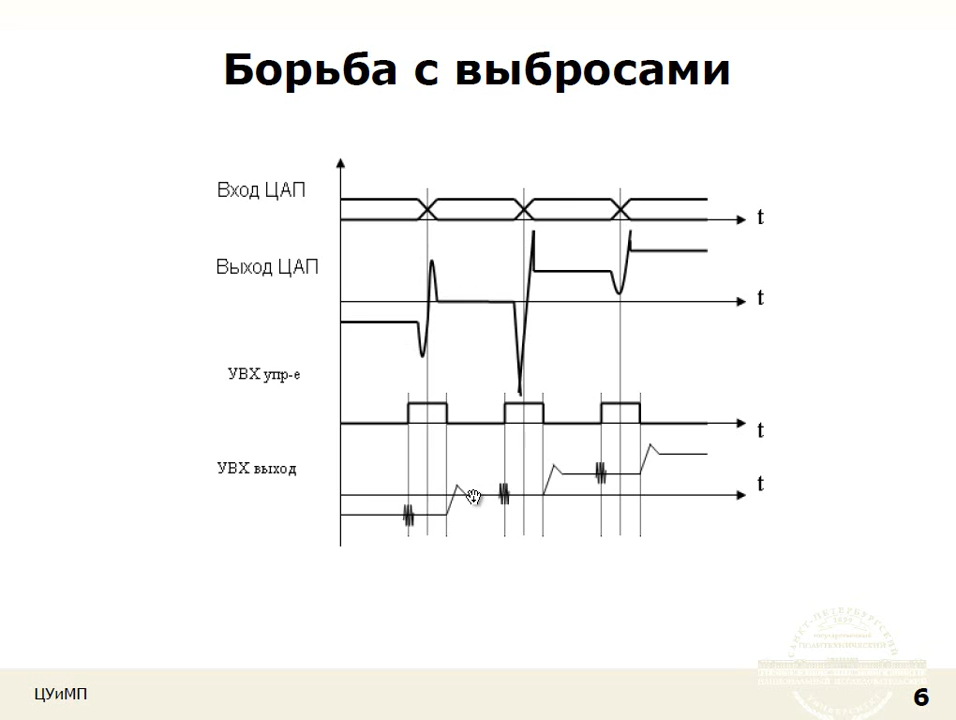 Борьба с выбросами
Вход ЦАП
t
Выход ЦАП
t
УВХ упр-е
t
УВХ выход
t
ЦУиМП
6